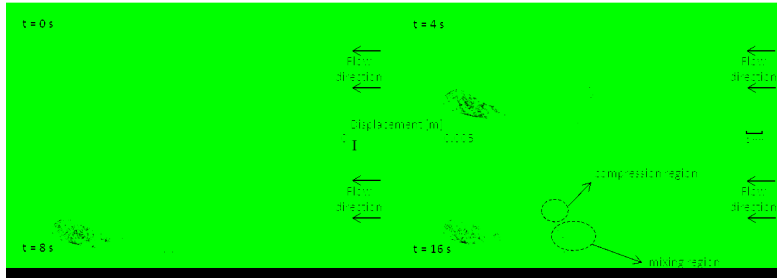 t = 0 s
t = 4 s
Flow
direction
Flow
direction
Displacement [m]
0
0.005
Flow
direction
compression region
Flow
direction
t = 8 s
t = 16 s
mixing region